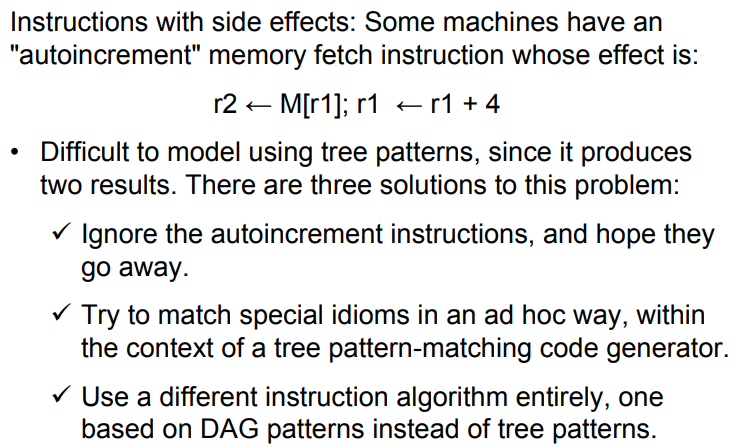 Instructions with side effects: Some machines have an
"autoincrement" memory fetch instruction whose effect is:
r2 ← M[r1]; r1 ← r1 + 4
• Difficult to model using tree patterns, since it produces
two results. There are three solutions to this problem:
✓ Ignore the autoincrement instructions, and hope they
go away.
✓ Try to match special idioms in an ad hoc way, within
the context of a tree pattern-matching code generator.
✓ Use a different instruction algorithm entirely, one
based on DAG patterns instead of tree patterns.